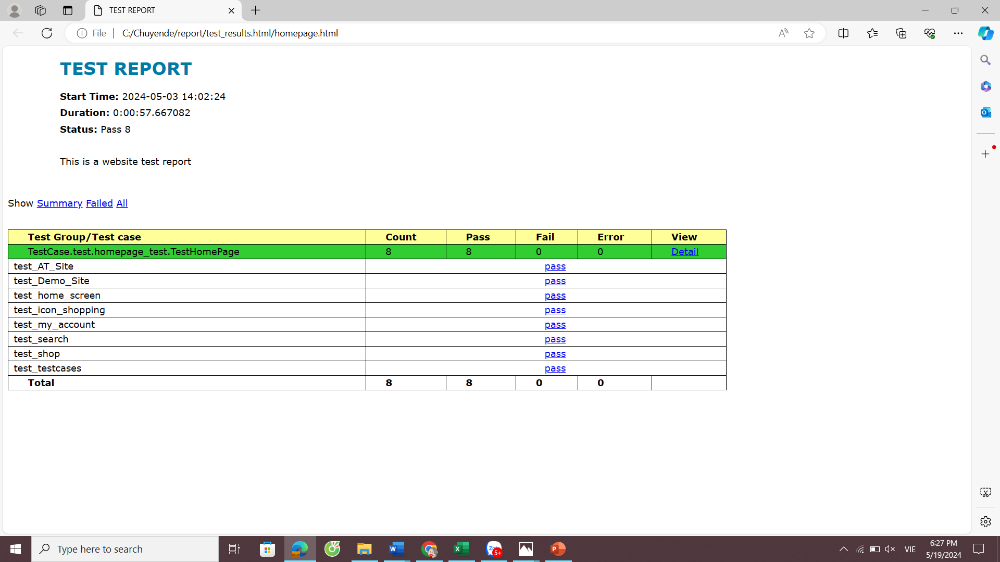 TEST REPORT
File
C:/Chuyende/report/test_results.html/homepage.html
TEST REPORT
Start Time: 2024-05-03 14:02:24
Duration: 0:00:57.667082
Status: Pass 8
This is a website test report
Show Summary Failed All
Test Group/Test case Count Pass Fail Error View
TestCase.test.homepage_test.TestHomePage 8 8 0 0 Detail
test_AT_Site pass
test_Demo_Site pass
test_home_screen pass
test_icon_shopping pass
test_my_account pass
test_search pass
test_shop pass
test_testcases pass
Total 8 8 0 0
Type here to search
5+
VIE
6:27 PM
5/19/2024